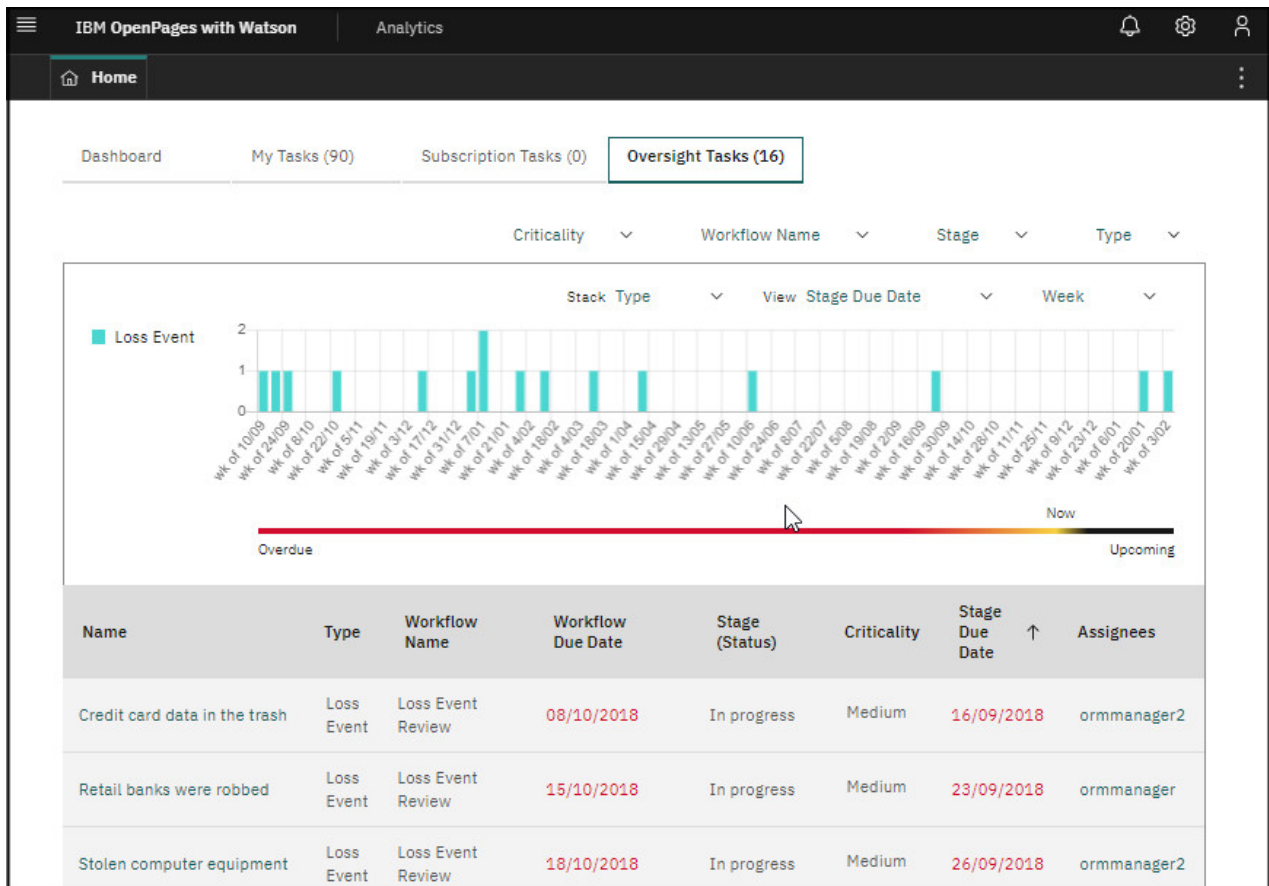 IBM OpenPages with Watson Analytics
Home
Dashboard My Tasks (90) Subscription Tasks (0) Oversight Tasks (16)
Criticality Workflow Name Stage Type
Stack Type View Stage Due Date Week
Loss Event
2
1
0
wk of 10/09 wk of 24/09 wk of 8/10 wk of 22/10 wk of 5/11 wk of 19/11 wk of 3/12 wk of 17/12 wk of 31/12 wk of 7/01 wk of 21/01 wk of 4/02 wk of 18/02 wk of 4/03 wk of 18/03 wk of 1/04 wk of 15/04 wk of 29/04 wk of 13/05 wk of 27/05 wk of 10/06 wk of 24/06 wk of 8/07 wk of 22/07 wk of 5/08 wk of 19/08 wk of 2/09 wk of 16/09 wk of 30/09 wk of 14/10 wk of 28/10 wk of 11/11 wk of 25/11 wk of 9/12 wk of 23/12 wk of 6/01 wk of 20/01 wk of 3/02
Now
Overdue Upcoming
Name Type Workflow Name Workflow Due Date Stage (Status) Criticality Stage Due Date Assignees
Credit card data in the trash Loss Event Loss Event Review 08/10/2018 In progress Medium 16/09/2018 ormmanager2
Retail banks were robbed Loss Event Loss Event Review 15/10/2018 In progress Medium 23/09/2018 ormmanager
Stolen computer equipment Loss Event Loss Event Review 18/10/2018 In progress Medium 26/09/2018 ormmanager2